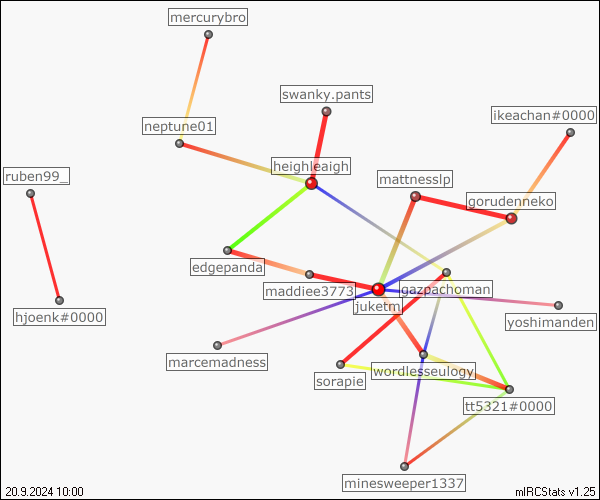 mercurybro
swanky.pants
ikeachan#0000
neptune01
heighleaigh
mattnesslp
ruben99_
gorudenneko
edgepanda
maddiee3773
gazpachoman
juketm
hjoenk#0000
yoshimanden
marcemadness
wordlesseulogy
sorapie
tt5321#0000
minesweeper1337
20.9.2024 10:00
mIRCStats v1.25